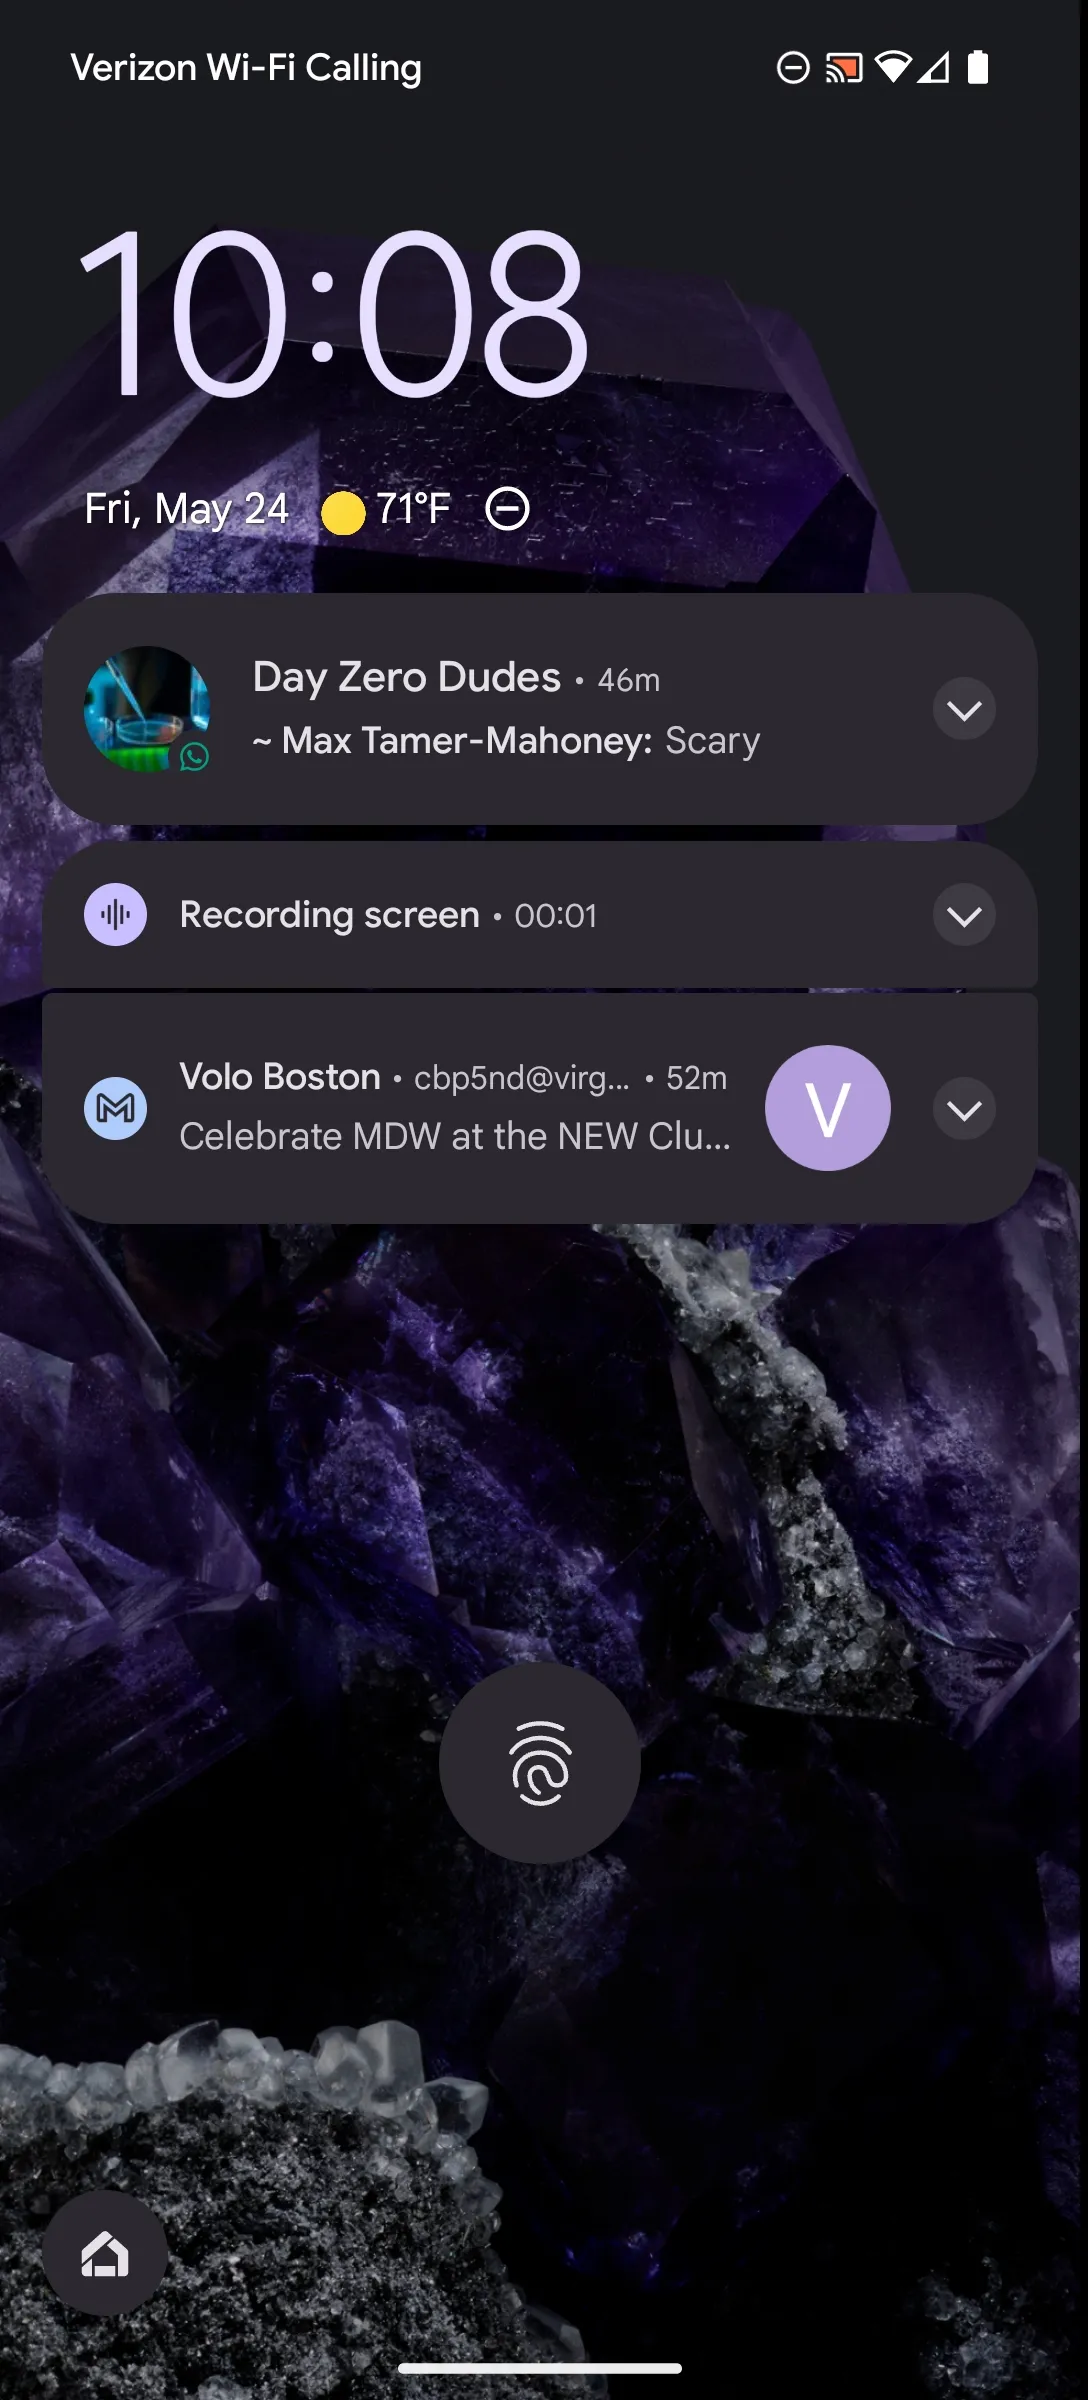 Verizon Wi-Fi Calling
10:08
Fri, May 24 71°F
Day Zero Dudes • 46m
~ Max Tamer-Mahoney: Scary
Recording screen • 00:01
Volo Boston • cbp5nd@virg... • 52m
Celebrate MDW at the NEW Clu...
V